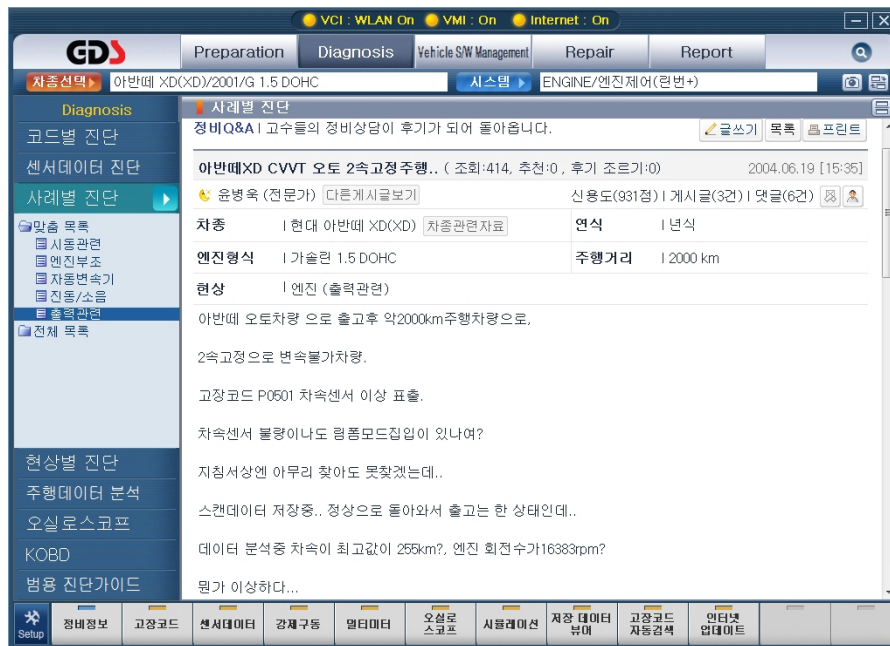 VCI : WLAN On VMI : On Internet : On
GDS Preparation Diagnosis Vehicle S/W Management Repair Report
차종선택 아반떼 XD(XD)/2001/G 1.5 DOHC 시스템 ENGINE/엔진제어(런번+)
Diagnosis
코드별 진단
센서데이터 진단
사례별 진단
맞춤 목록
시동관련
엔진부조
자동변속기
진동/소음
출력관련
전체 목록
현상별 진단
주행데이터 분석
오실로스코프
KOBD
범용 진단가이드
사례별 진단
정비Q&A | 고수들의 정비상담이 후기가 되어 돌아옵니다. 글쓰기 목록 프린트
아반떼XD CVVT 오토 2속고정주행.. ( 조회:414, 추천:0 , 후기 조르기:0) 2004.06.19 [15:35]
윤병욱 (전문가) 다른게시글보기 신용도(931점) | 게시글(3건) | 댓글(6건)
차종 | 현대 아반떼 XD(XD) 차종관련자료 연식 | 년식
엔진형식 | 가솔린 1.5 DOHC 주행거리 | 2000 km
현상 | 엔진 (출력관련)
아반떼 오토차량 으로 출고후 약2000km주행차량으로,
2속고정으로 변속불가차량.
고장코드 P0501 차속센서 이상 표출.
차속센서 불량이나도 림폼모드집입이 있나여?
지침서상엔 아무리 찾아도 못찾겠는데..
스캔데이터 저장중.. 정상으로 돌아와서 출고는 한 상태인데..
데이터 분석중 차속이 최고값이 255km?, 엔진 회전수가16383rpm?
뭔가 이상하다...
Setup 정비정보 고장코드 센서데이터 강제구동 멀티미터 오실로스코프 시뮬레이션 저장 데이터 뷰어 고장코드 자동검색 인터넷 업데이트